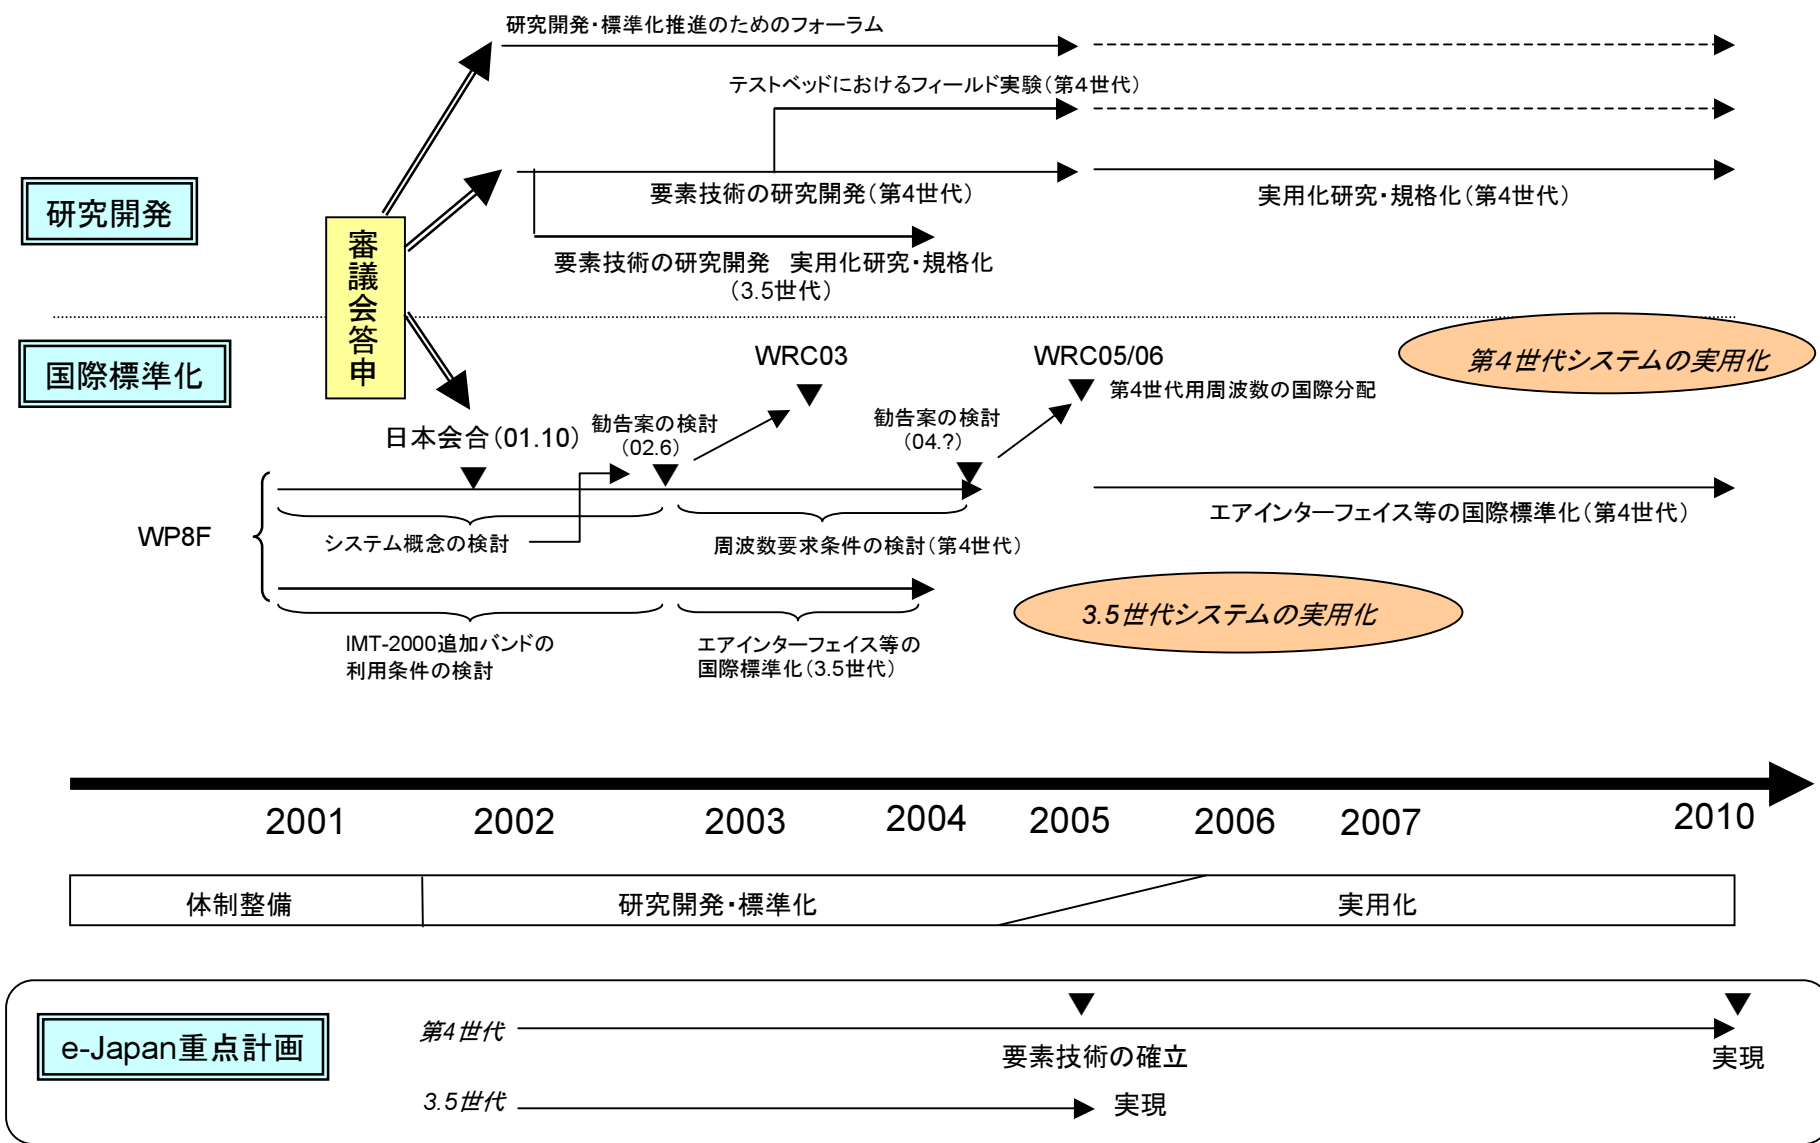 研究開発・標準化推進のためのフォーラム
テストベッドにおけるフィールド実験（第4世代）
研究開発
要素技術の研究開発（第4世代）
実用化研究・規格化（第4世代）
審議会答申
要素技術の研究開発　実用化研究・規格化
（3.5世代）
国際標準化
WRC03
WRC05/06
第4世代システムの実用化
第4世代用周波数の国際分配
日本会合（01.10）
勧告案の検討
（02.6）
勧告案の検討
（04.?）
エアインターフェイス等の国際標準化（第4世代）
WP8F
システム概念の検討
周波数要求条件の検討（第4世代）
3.5世代システムの実用化
IMT-2000追加バンドの
利用条件の検討
エアインターフェイス等の
国際標準化（3.5世代）
2001 2002 2003 2004 2005 2006 2007 2010
体制整備 研究開発・標準化 実用化
e-Japan重点計画
第4世代
要素技術の確立
実現
3.5世代
実現